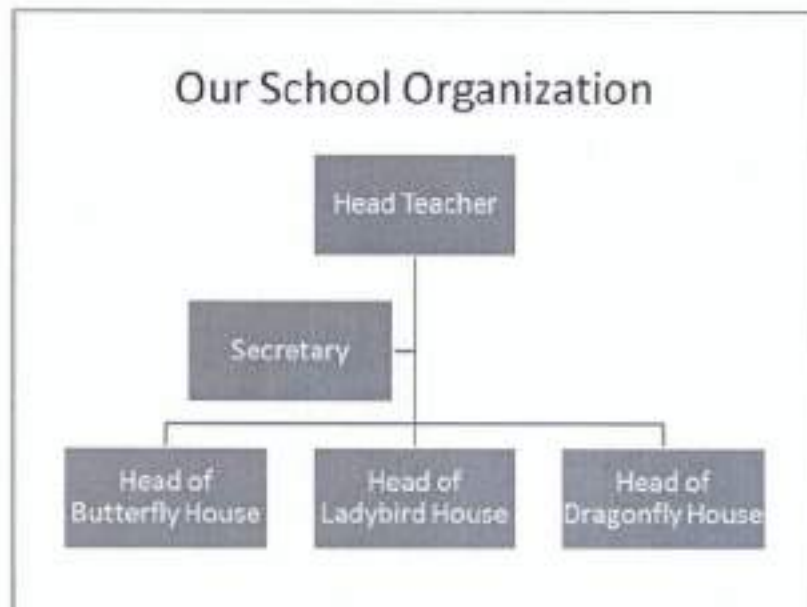 Our School Organization
Head Teacher
Secretary
Head of
Butterfly House
Head of
Ladybird House
Head of
Dragonfly House